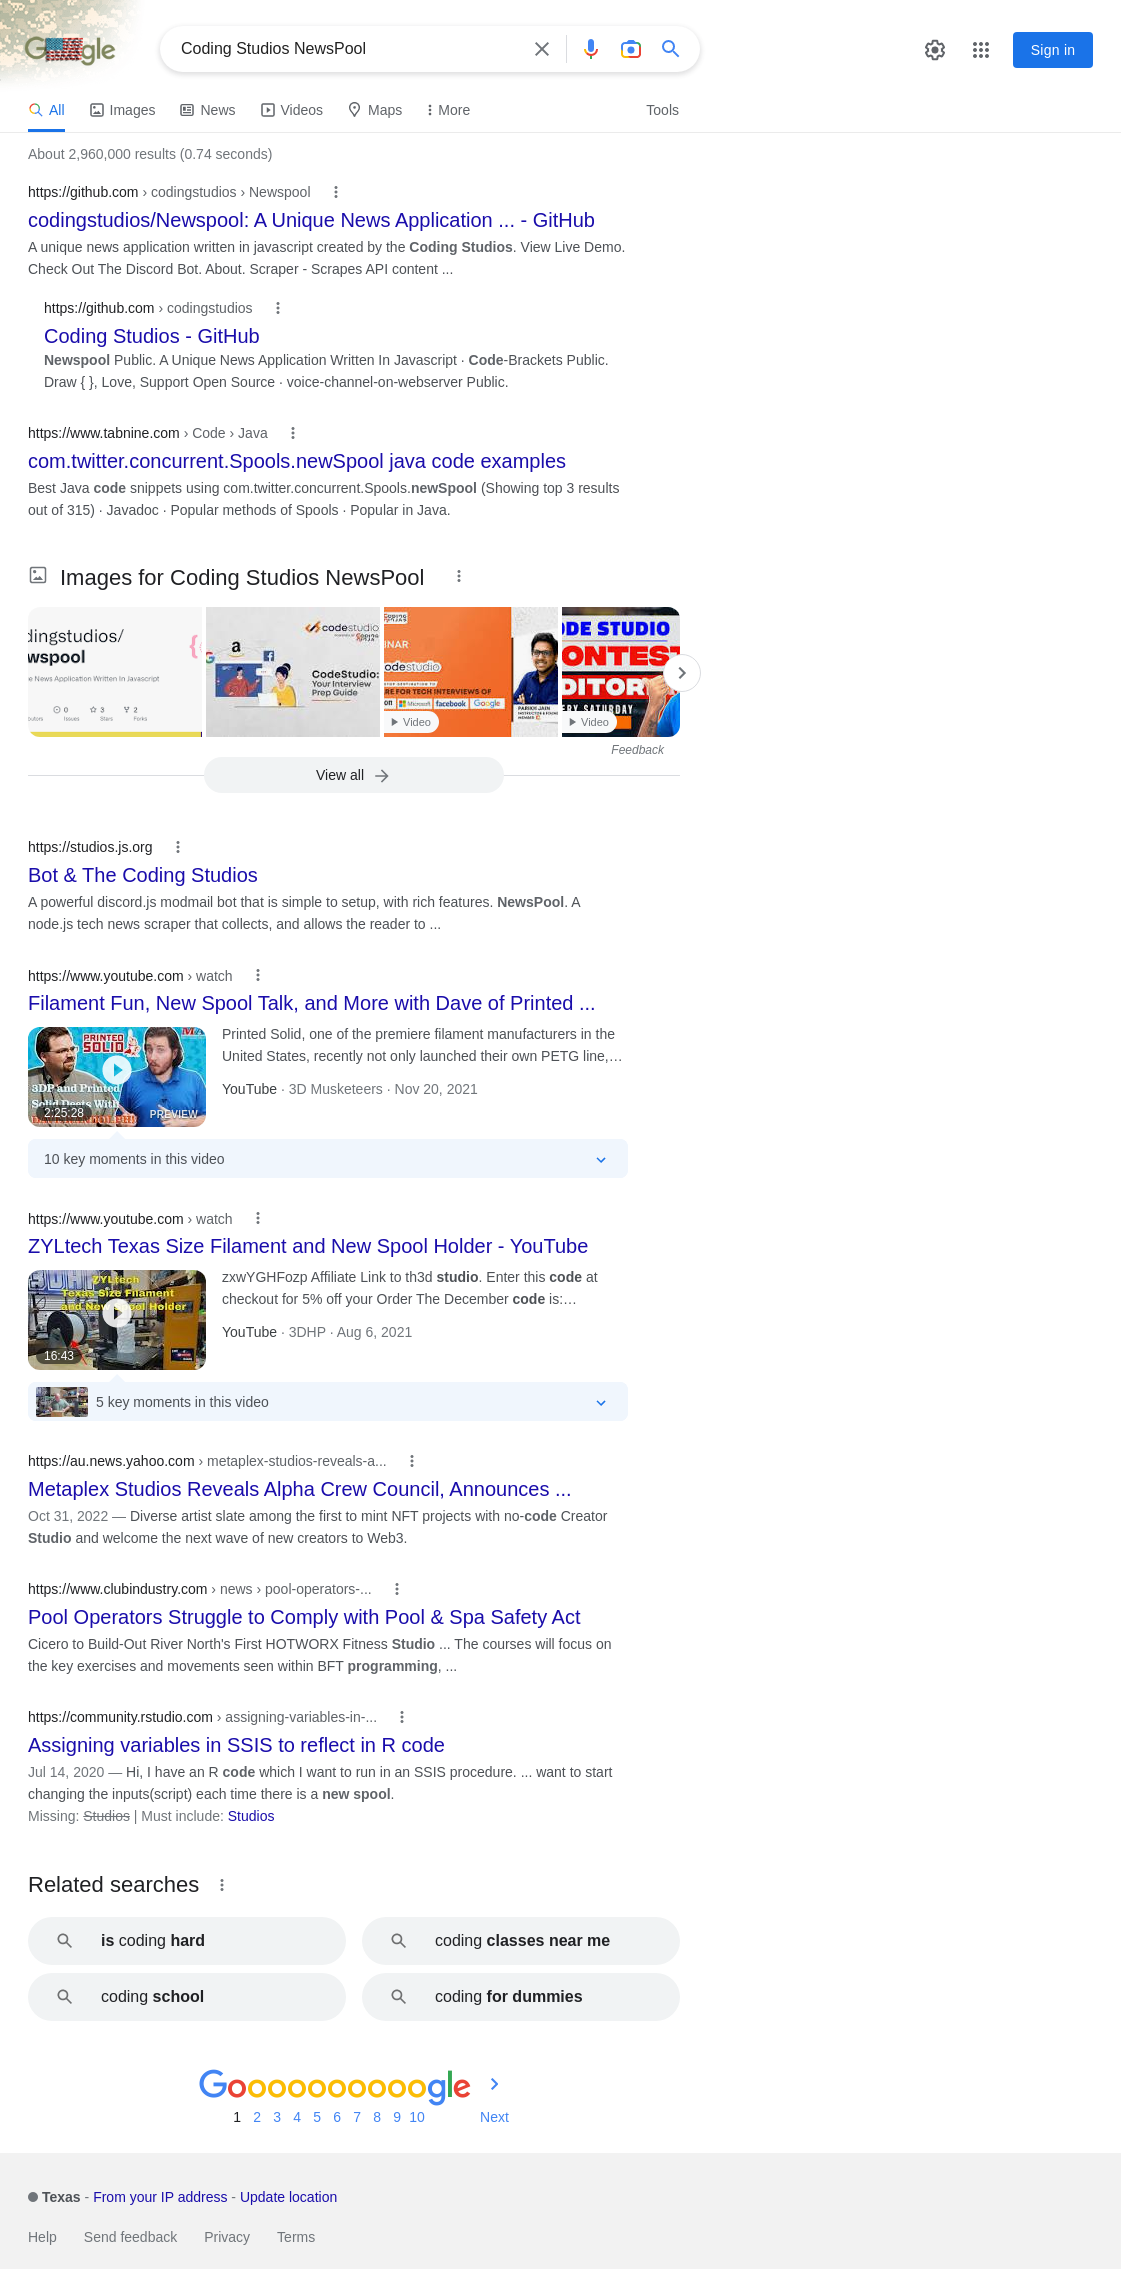 Google
Coding Studios NewsPool
Sign in
All
Images
News
Videos
Maps
More
Tools
About 2,960,000 results (0.74 seconds)
https://github.com › codingstudios › Newspool
codingstudios/Newspool: A Unique News Application ... - GitHub
A unique news application written in javascript created by the Coding Studios. View Live Demo.
Check Out The Discord Bot. About. Scraper - Scrapes API content ...
https://github.com › codingstudios
Coding Studios - GitHub
Newspool Public. A Unique News Application Written In Javascript · Code-Brackets Public.
Draw { }, Love, Support Open Source · voice-channel-on-webserver Public.
https://www.tabnine.com › Code › Java
com.twitter.concurrent.Spools.newSpool java code examples
Best Java code snippets using com.twitter.concurrent.Spools.newSpool (Showing top 3 results
out of 315) · Javadoc · Popular methods of Spools · Popular in Java.
Images for Coding Studios NewsPool
dingstudios/
wspool
e News Application Written In Javascript
0
Issues
3
Stars
2
Forks
codestudio
a
CodeStudio:
Your Interview
Prep Guide
INAR
codestudio
RE FOR TECH INTERVIEWS OF
on Microsoft facebook Google
PARIKH JAIN
Video
ODE STUDIO
ONTEST
DITOR
RY SATURDAY
Video
Feedback
View all
https://studios.js.org
Bot & The Coding Studios
A powerful discord.js modmail bot that is simple to setup, with rich features. NewsPool. A
node.js tech news scraper that collects, and allows the reader to ...
https://www.youtube.com › watch
Filament Fun, New Spool Talk, and More with Dave of Printed ...
PRINTED
SOLID
3DP and Printed
Solid Deets With
2:25:28
PREVIEW
Printed Solid, one of the premiere filament manufacturers in the
United States, recently not only launched their own PETG line,...
YouTube · 3D Musketeers · Nov 20, 2021
10 key moments in this video
https://www.youtube.com › watch
ZYLtech Texas Size Filament and New Spool Holder - YouTube
ZYLtech
Texas Size Filament
and New Spool Holder
16:43
zxwYGHFozp Affiliate Link to th3d studio. Enter this code at
checkout for 5% off your Order The December code is:...
YouTube · 3DHP · Aug 6, 2021
5 key moments in this video
https://au.news.yahoo.com › metaplex-studios-reveals-a...
Metaplex Studios Reveals Alpha Crew Council, Announces ...
Oct 31, 2022 — Diverse artist slate among the first to mint NFT projects with no-code Creator
Studio and welcome the next wave of new creators to Web3.
https://www.clubindustry.com › news › pool-operators-...
Pool Operators Struggle to Comply with Pool & Spa Safety Act
Cicero to Build-Out River North's First HOTWORX Fitness Studio ... The courses will focus on
the key exercises and movements seen within BFT programming, ...
https://community.rstudio.com › assigning-variables-in-...
Assigning variables in SSIS to reflect in R code
Jul 14, 2020 — Hi, I have an R code which I want to run in an SSIS procedure. ... want to start
changing the inputs(script) each time there is a new spool.
Missing: Studios | Must include: Studios
Related searches
is coding hard
coding classes near me
coding school
coding for dummies
Goooooooooogle
1 2 3 4 5 6 7 8 9 10 Next
Texas - From your IP address - Update location
Help Send feedback Privacy Terms